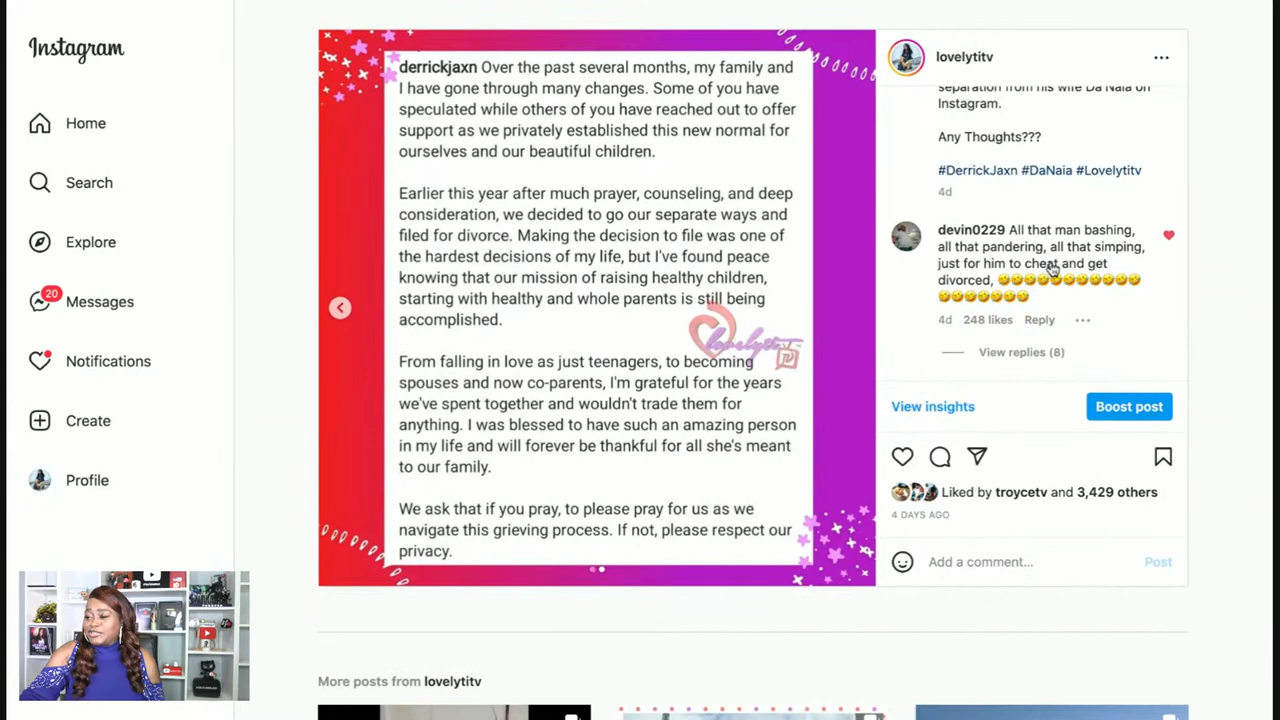 Instagram
Home
Search
Explore
20
Messages
Notifications
Create
Profile
derrickjaxn Over the past several months, my family and
I have gone through many changes. Some of you have
speculated while others of you have reached out to offer
support as we privately established this new normal for
ourselves and our beautiful children.
Earlier this year after much prayer, counseling, and deep
consideration, we decided to go our separate ways and
filed for divorce. Making the decision to file was one of
the hardest decisions of my life, but I've found peace
knowing that our mission of raising healthy children,
starting with healthy and whole parents is still being
accomplished.
From falling in love as just teenagers, to becoming
spouses and now co-parents, I'm grateful for the years
we've spent together and wouldn't trade them for
anything. I was blessed to have such an amazing person
in my life and will forever be thankful for all she's meant
to our family.
We ask that if you pray, to please pray for us as we
navigate this grieving process. If not, please respect our
privacy.
Lovelyti
lovelytitv
separation from his wife Da'Naia on
Instagram.
Any Thoughts???
#DerrickJaxn #DaNaia #Lovelytitv
4d
devin0229 All that man bashing,
all that pandering, all that simping,
just for him to cheat and get
divorced, 🤣🤣🤣🤣🤣🤣🤣🤣🤣🤣🤣
🤣🤣🤣🤣🤣🤣🤣
4d 248 likes Reply ...
View replies (8)
View insights
Boost post
Liked by troycetv and 3,429 others
4 DAYS AGO
Add a comment...
Post
More posts from lovelytitv